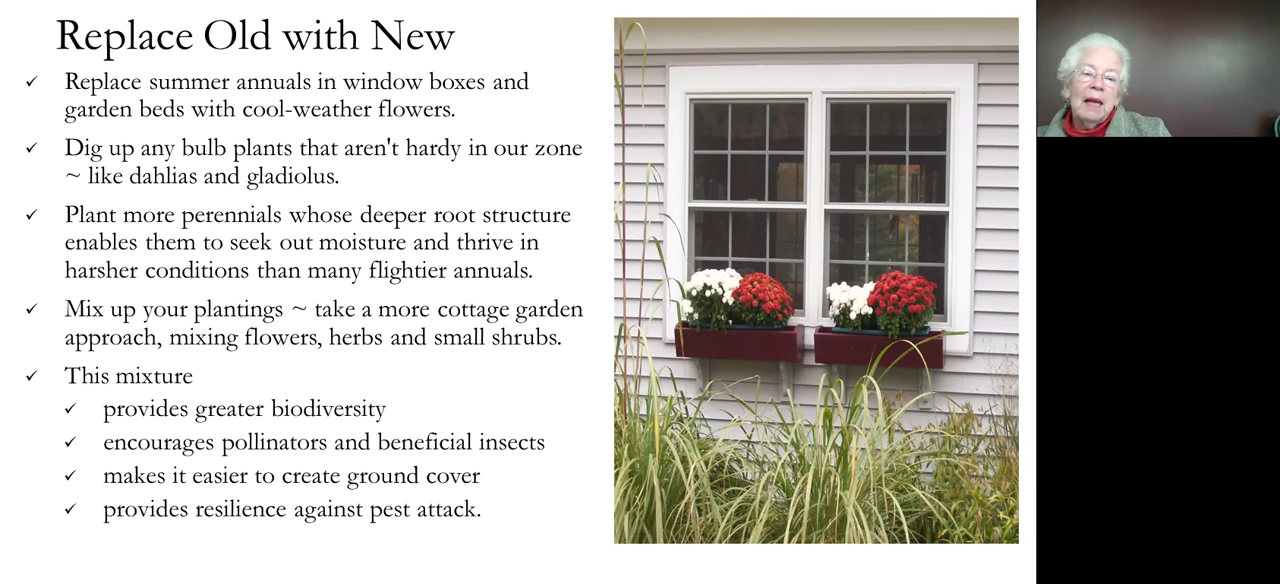 Replace Old with New
✓ Replace summer annuals in window boxes and
garden beds with cool-weather flowers.
✓ Dig up any bulb plants that aren't hardy in our zone
~ like dahlias and gladiolus.
✓ Plant more perennials whose deeper root structure
enables them to seek out moisture and thrive in
harsher conditions than many flightier annuals.
✓ Mix up your plantings ~ take a more cottage garden
approach, mixing flowers, herbs and small shrubs.
✓ This mixture
✓ provides greater biodiversity
✓ encourages pollinators and beneficial insects
✓ makes it easier to create ground cover
✓ provides resilience against pest attack.